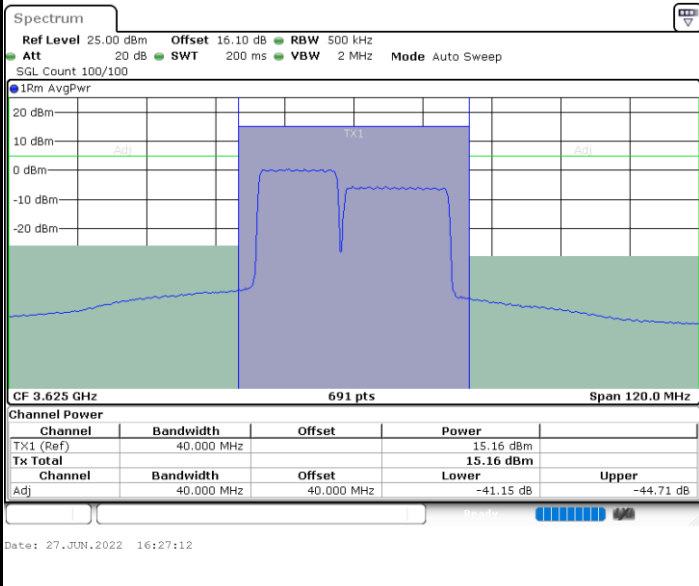 Spectrum
Ref Level 25.00 dBm Offset 16.10 dB RBW 500 kHz
Att 20 dB SWT 200 ms VBW 2 MHz Mode Auto Sweep
SGL Count 100/100
1Rm AvgPwr
20 dBm
TX1
10 dBm
Adj Adj
0 dBm
-10 dBm
-20 dBm
CF 3.625 GHz 691 pts Span 120.0 MHz
Channel Power
Channel Bandwidth Offset Power
TX1 (Ref) 40.000 MHz 15.16 dBm
Tx Total 15.16 dBm
Channel Bandwidth Offset Lower Upper
Adj 40.000 MHz 40.000 MHz -41.15 dB -44.71 dB
Ready
Date: 27.JUN.2022 16:27:12